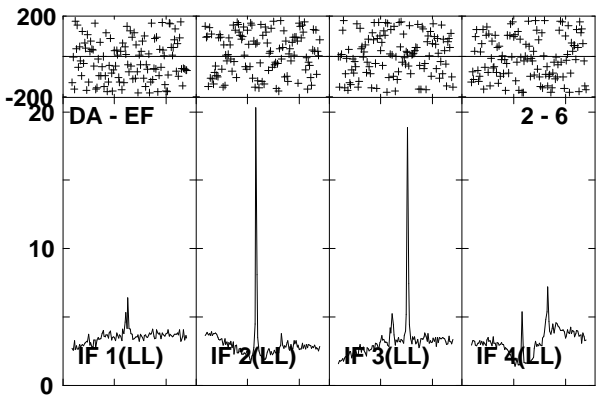 200
-200
20
DA - EF
2 - 6
10
IF 1(LL)
IF 2(LL)
IF 3(LL)
IF 4(LL)
0